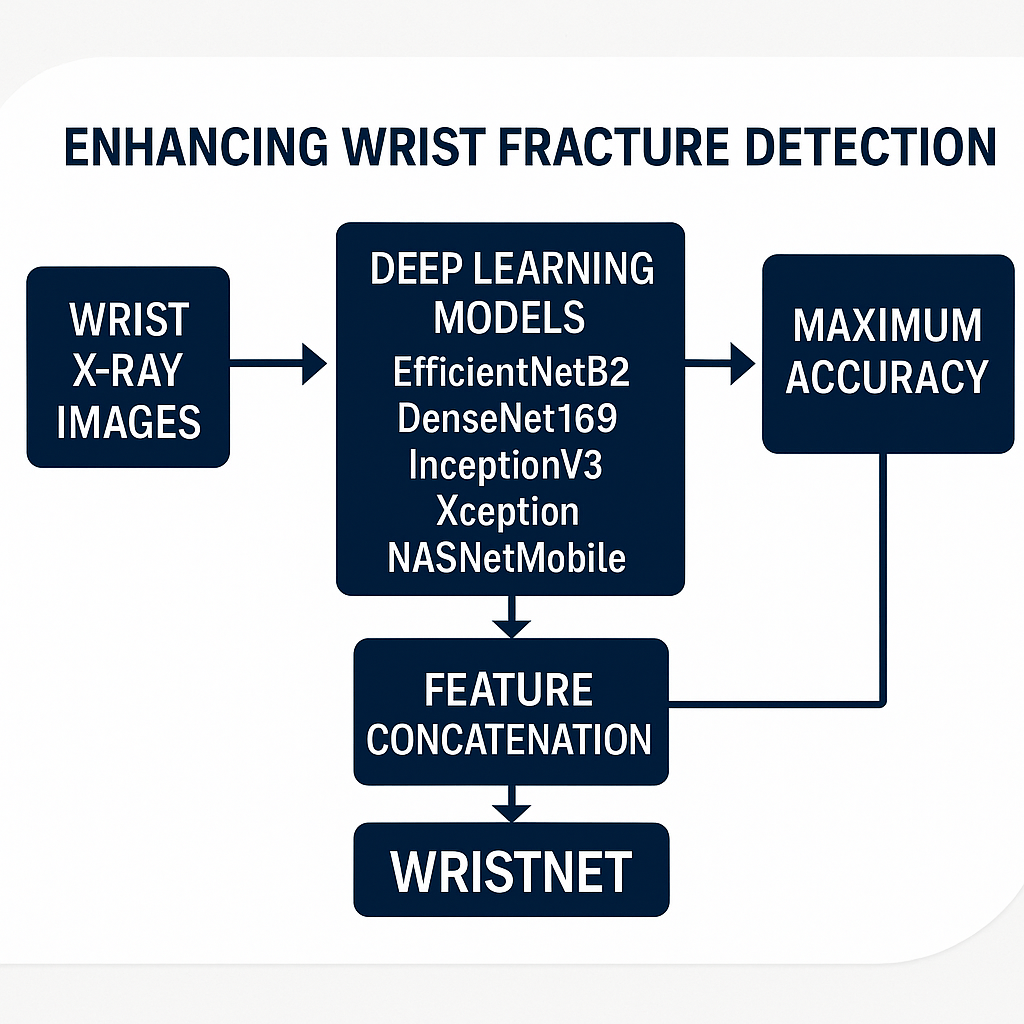 ENHANCING WRIST FRACTURE DETECTION
WRIST
X-RAY
IMAGES
DEEP LEARNING
MODELS
EfficientNetB2
DenseNet169
InceptionV3
Xception
NASNetMobile
MAXIMUM
ACCURACY
FEATURE
CONCATENATION
WRISTNET